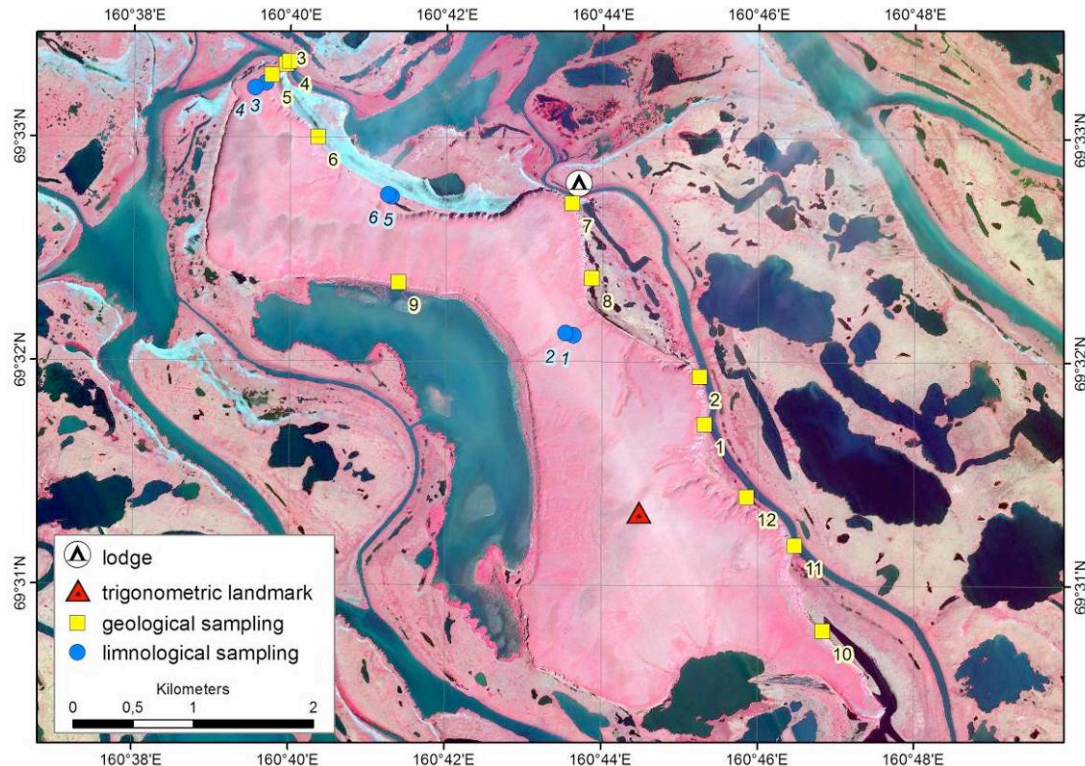 160°38'E 160°40'E 160°42'E 160°44'E 160°46'E 160°48'E
3
4
5
4 3
69°33'N
69°33'N
6
6 5
7
8
9
2 1
69°32'N
69°32'N
2
1
12
11
69°31'N
69°31'N
10
lodge
trigonometric landmark
geological sampling
limnological sampling
Kilometers
0 0,5 1 2
160°38'E 160°40'E 160°42'E 160°44'E 160°46'E 160°48'E